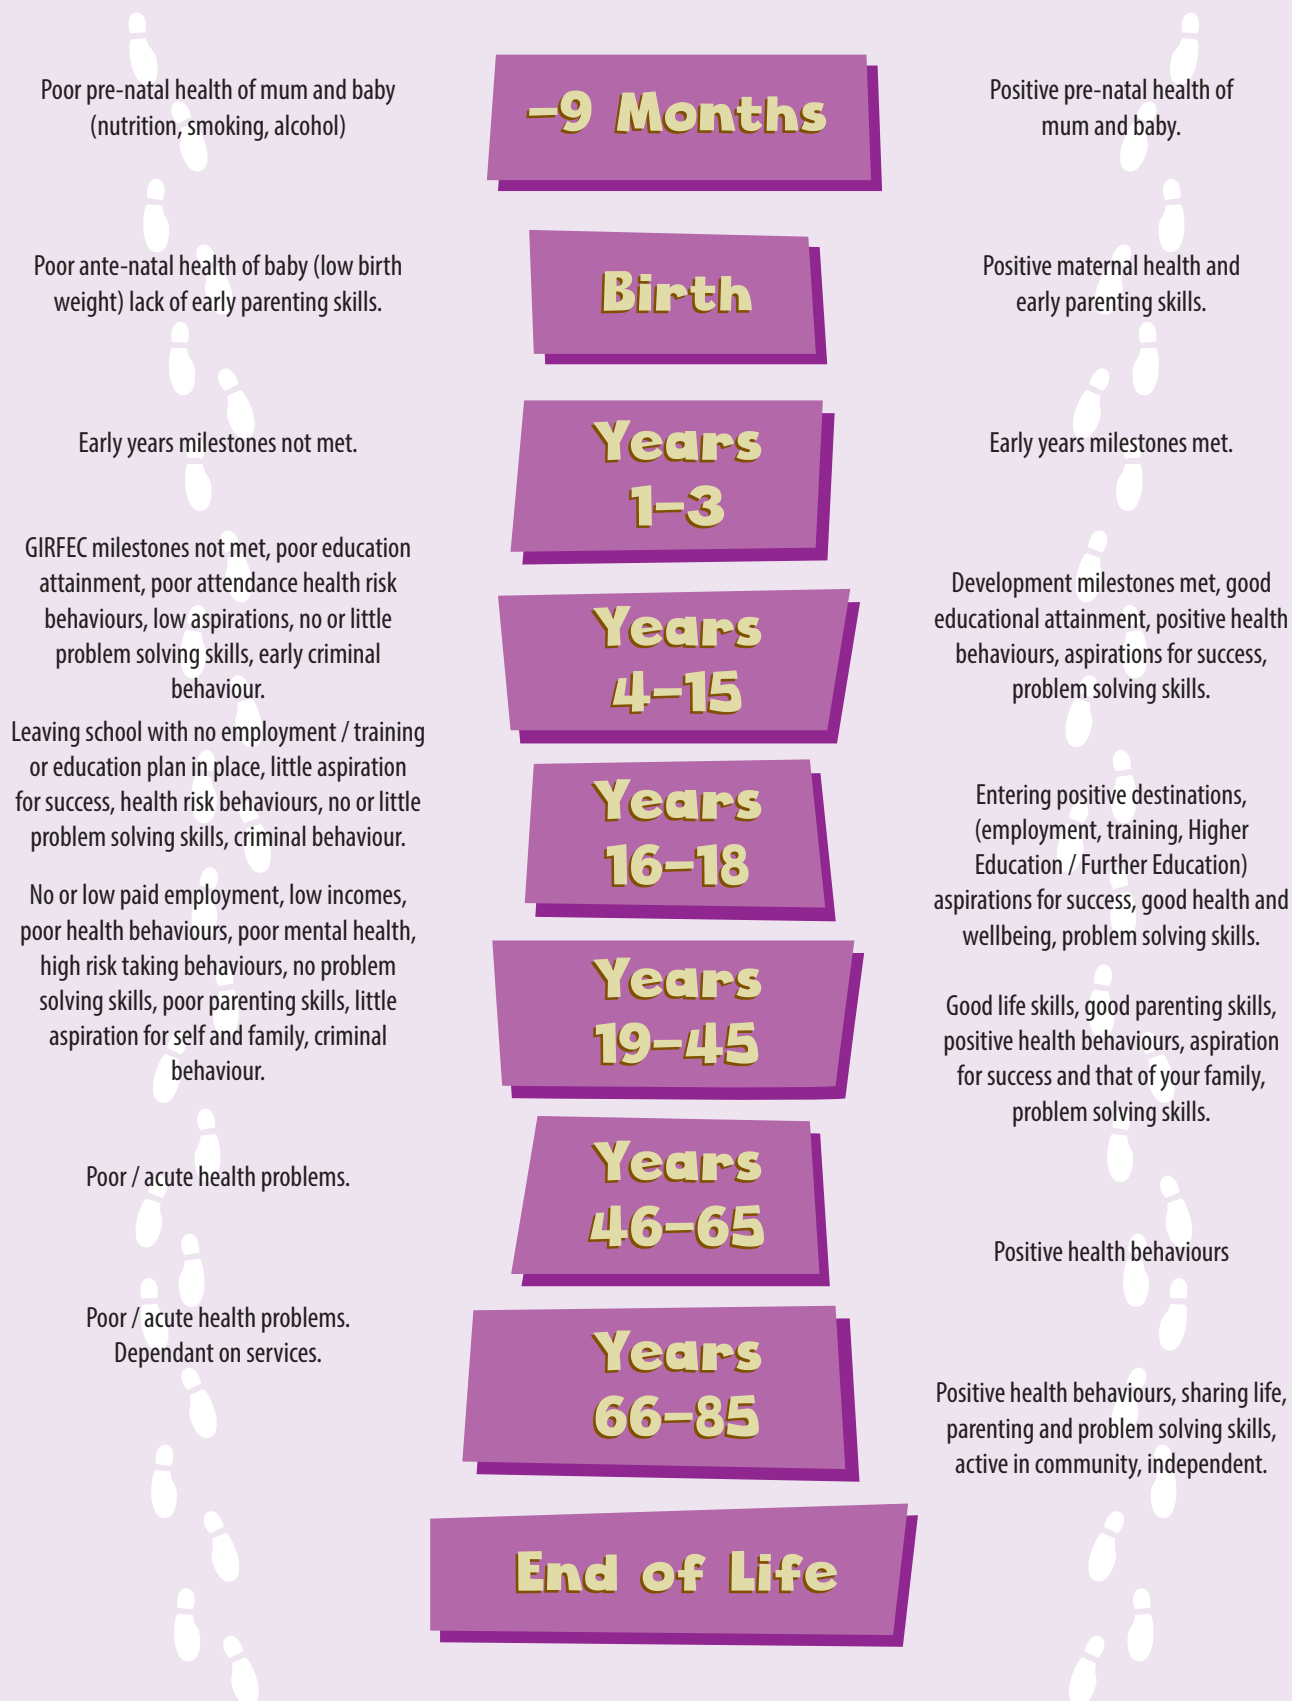 Poor pre-natal health of mum and baby
(nutrition, smoking, alcohol)
–9 Months
Positive pre-natal health of
mum and baby.
Poor ante-natal health of baby (low birth
weight) lack of early parenting skills.
Birth
Positive maternal health and
early parenting skills.
Early years milestones not met.
Years
1–3
Early years milestones met.
GIRFEC milestones not met, poor education
attainment, poor attendance health risk
behaviours, low aspirations, no or little
problem solving skills, early criminal
behaviour.
Years
4–15
Development milestones met, good
educational attainment, positive health
behaviours, aspirations for success,
problem solving skills.
Leaving school with no employment / training
or education plan in place, little aspiration
for success, health risk behaviours, no or little
problem solving skills, criminal behaviour.
Years
16–18
Entering positive destinations,
(employment, training, Higher
Education / Further Education)
aspirations for success, good health and
wellbeing, problem solving skills.
No or low paid employment, low incomes,
poor health behaviours, poor mental health,
high risk taking behaviours, no problem
solving skills, poor parenting skills, little
aspiration for self and family, criminal
behaviour.
Years
19–45
Good life skills, good parenting skills,
positive health behaviours, aspiration
for success and that of your family,
problem solving skills.
Poor / acute health problems.
Years
46–65
Positive health behaviours
Poor / acute health problems.
Dependant on services.
Years
66–85
Positive health behaviours, sharing life,
parenting and problem solving skills,
active in community, independent.
End of Life